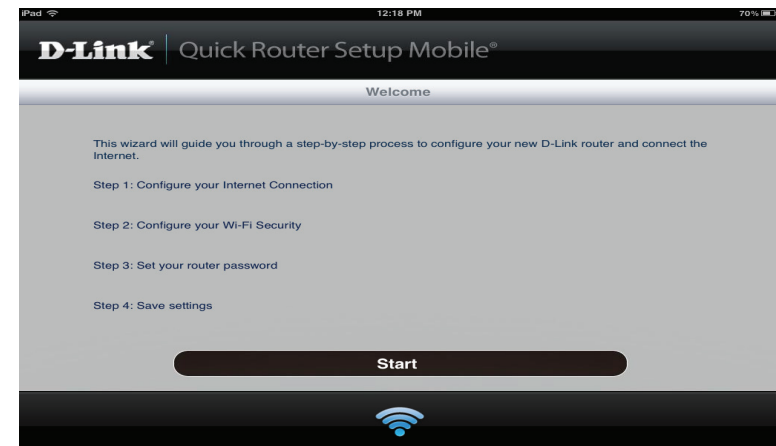 iPad 12:18 PM 70%
D-Link® Quick Router Setup Mobile®
Welcome
This wizard will guide you through a step-by-step process to configure your new D-Link router and connect the
Internet.
Step 1: Configure your Internet Connection
Step 2: Configure your Wi-Fi Security
Step 3: Set your router password
Step 4: Save settings
Start